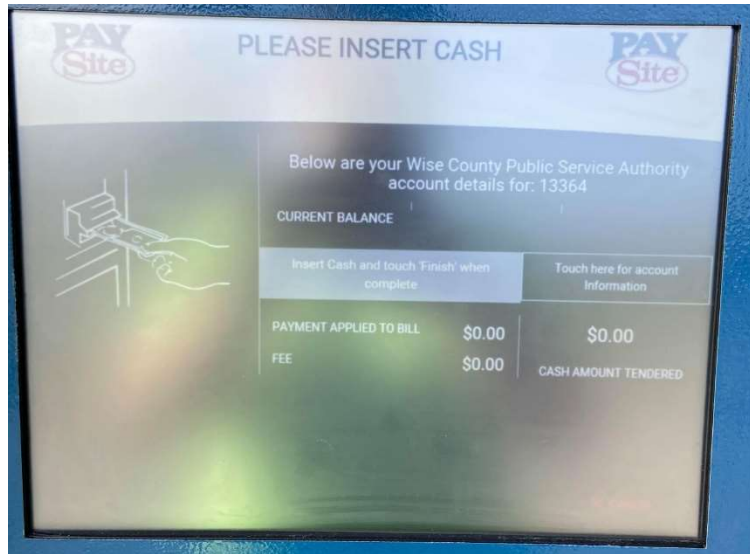 PAY
Site
PLEASE INSERT CASH
PAY
Site
Below are your Wise County Public Service Authority
account details for: 13364
CURRENT BALANCE
Insert Cash and touch 'Finish' when
complete
Touch here for account
Information
PAYMENT APPLIED TO BILL $0.00
FEE $0.00
$0.00
CASH AMOUNT TENDERED